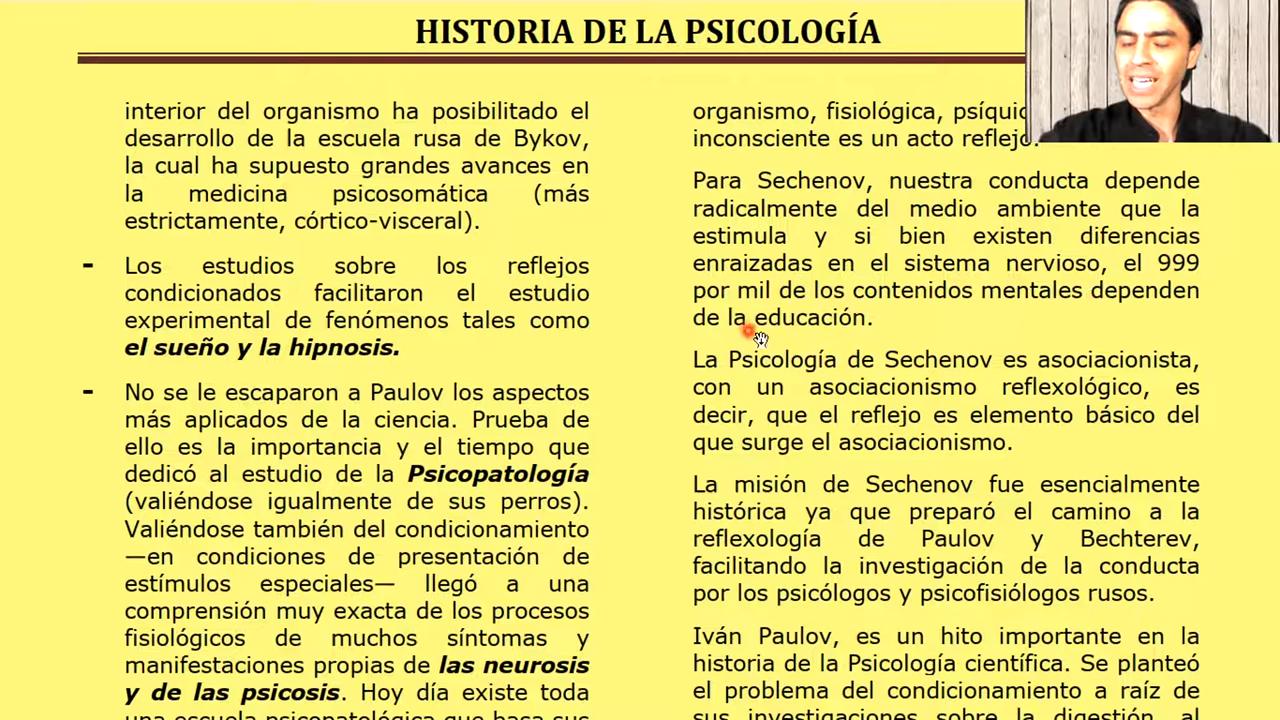 HISTORIA DE LA PSICOLOGÍA
interior del organismo ha posibilitado el
desarrollo de la escuela rusa de Bykov,
la cual ha supuesto grandes avances en
la medicina psicosomática (más
estrictamente, córtico-visceral).
- Los estudios sobre los reflejos
condicionados facilitaron el estudio
experimental de fenómenos tales como
el sueño y la hipnosis.
- No se le escaparon a Paulov los aspectos
más aplicados de la ciencia. Prueba de
ello es la importancia y el tiempo que
dedicó al estudio de la Psicopatología
(valiéndose igualmente de sus perros).
Valiéndose también del condicionamiento
—en condiciones de presentación de
estímulos especiales— llegó a una
comprensión muy exacta de los procesos
fisiológicos de muchos síntomas y
manifestaciones propias de las neurosis
y de las psicosis. Hoy día existe toda
una escuela psicopatológica que basa sus
organismo, fisiológica,
inconsciente es un acto reflejo.
Para Sechenov, nuestra conducta depende
radicalmente del medio ambiente que la
estimula y si bien existen diferencias
enraizadas en el sistema nervioso, el 999
por mil de los contenidos mentales dependen
de la educación.
La Psicología de Sechenov es asociacionista,
con un asociacionismo reflexológico, es
decir, que el reflejo es elemento básico del
que surge el asociacionismo.
La misión de Sechenov fue esencialmente
histórica ya que preparó el camino a la
reflexología de Paulov y Bechterev,
facilitando la investigación de la conducta
por los psicólogos y psicofisiólogos rusos.
Iván Paulov, es un hito importante en la
historia de la Psicología científica. Se planteó
el problema del condicionamiento a raíz de
sus investigaciones sobre la digestión, al